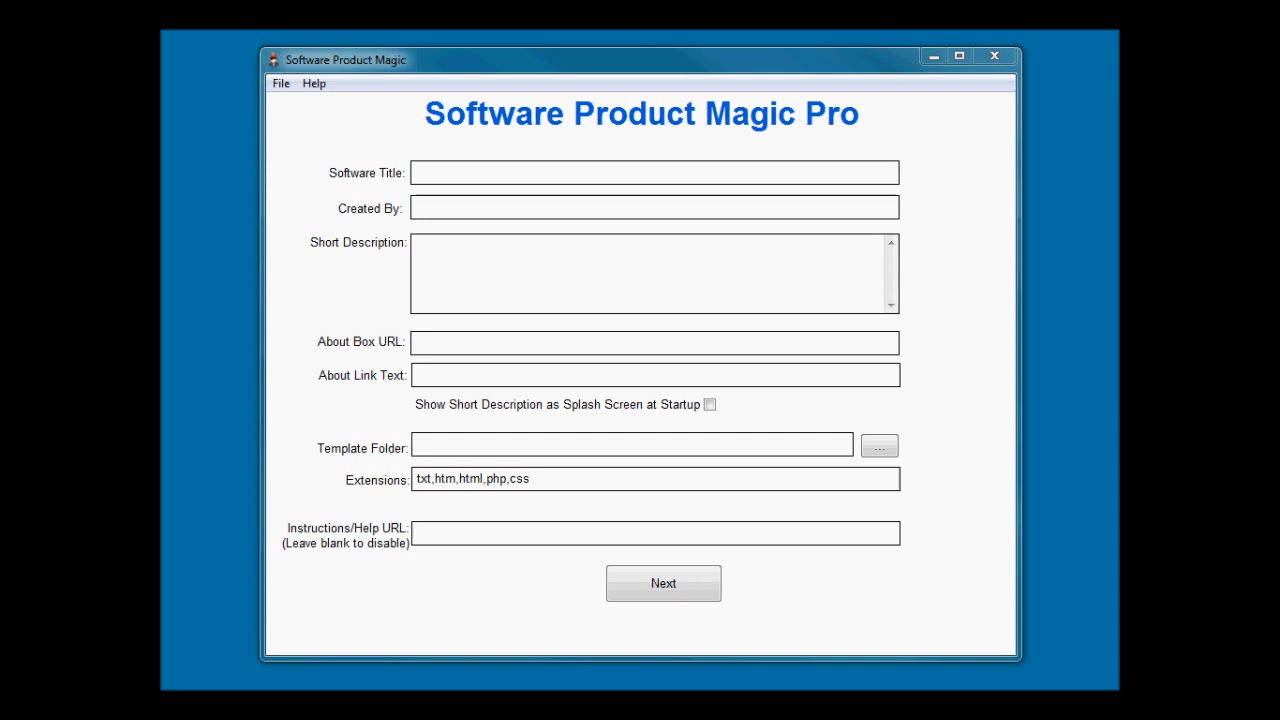 Software Product Magic
File Help
Software Product Magic Pro
Software Title:
Created By:
Short Description:
About Box URL:
About Link Text:
Show Short Description as Splash Screen at Startup
Template Folder: ...
Extensions: txt,htm,html,php,css
Instructions/Help URL:
(Leave blank to disable)
Next